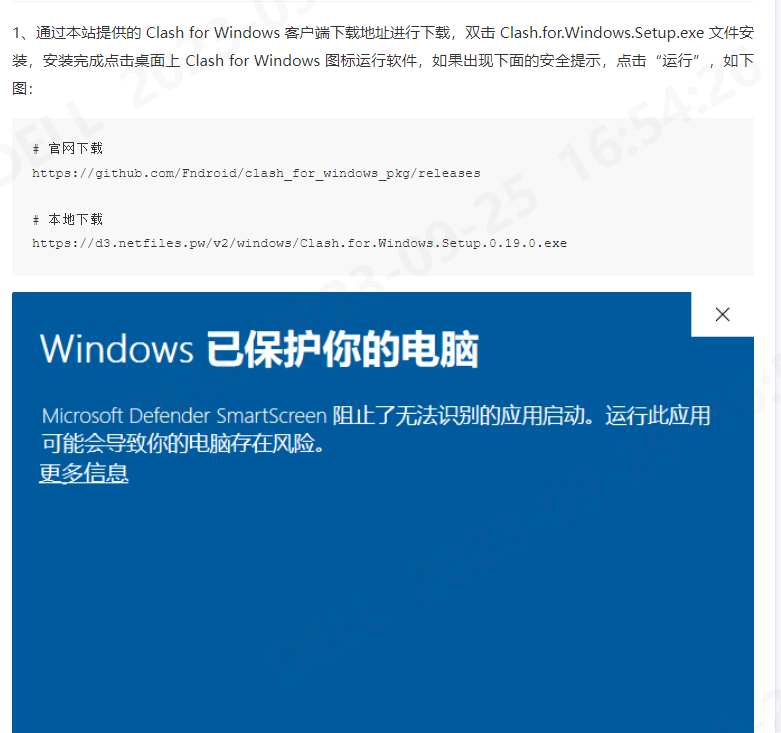 1、通过本站提供的 Clash for Windows 客户端下载地址进行下载，双击 Clash.for.Windows.Setup.exe 文件安
装，安装完成点击桌面上 Clash for Windows 图标运行软件，如果出现下面的安全提示，点击“运行”，如下
图：
# 官网下载
https://github.com/Fndroid/clash_for_windows_pkg/releases
# 本地下载
https://d3.netfiles.pw/v2/windows/Clash.for.Windows.Setup.0.19.0.exe
Windows 已保护你的电脑
Microsoft Defender SmartScreen 阻止了无法识别的应用启动。运行此应用
可能会导致你的电脑存在风险。
更多信息
DELL 2023-09-25 16:54:26